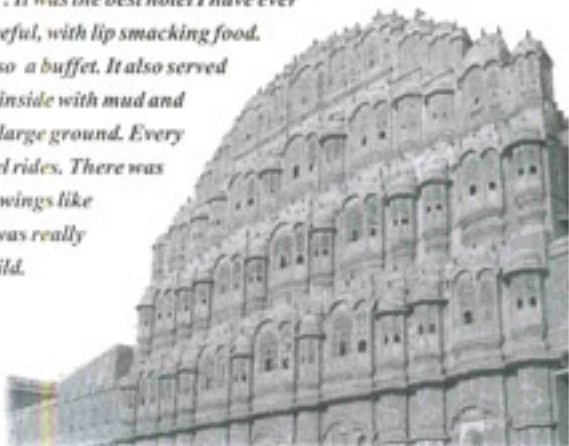 . It was the best hotel I have ever
eful, with lip smacking food.
so a buffet. It also served
inside with mud and
large ground. Every
l rides. There was
wings like
was really
ild.